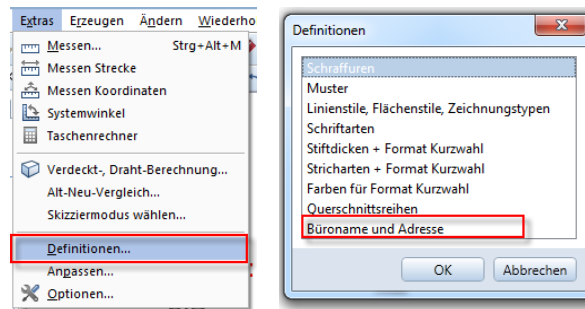 Extras Erzeugen Ändern Wiederho
Messen... Strg+Alt+M
Messen Strecke
Messen Koordinaten
Systemwinkel
Taschenrechner
Verdeckt-, Draht-Berechnung...
Alt-Neu-Vergleich...
Skizziermodus wählen...
Definitionen...
Anpassen...
Optionen...
Definitionen
Schraffuren
Muster
Linienstile, Flächenstile, Zeichnungstypen
Schriftarten
Stiftdicken + Format Kurzwahl
Stricharten + Format Kurzwahl
Farben für Format Kurzwahl
Querschnittsreihen
Büroname und Adresse
OK Abbrechen